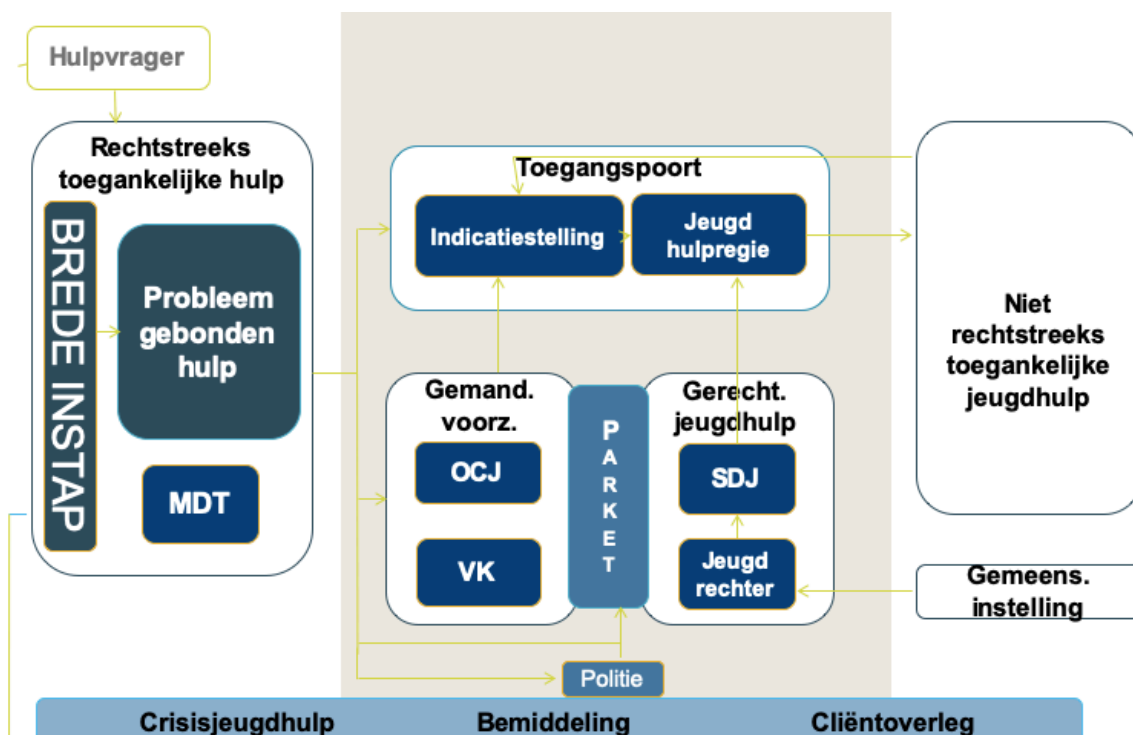 Hulpvrager
Rechtstreeks
toegankelijke hulp
BREDE INSTAP
Probleem
gebonden
hulp
MDT
Toegangspoort
Indicatiestelling
Jeugd
hulpregie
Gemand.
voorz.
OCJ
VK
PARKET
Gerecht.
jeugdhulp
SDJ
Jeugd
rechter
Politie
Niet
rechtstreeks
toegankelijke
jeugdhulp
Gemeens.
instelling
Crisisjeugdhulp
Bemiddeling
Cliëntoverleg